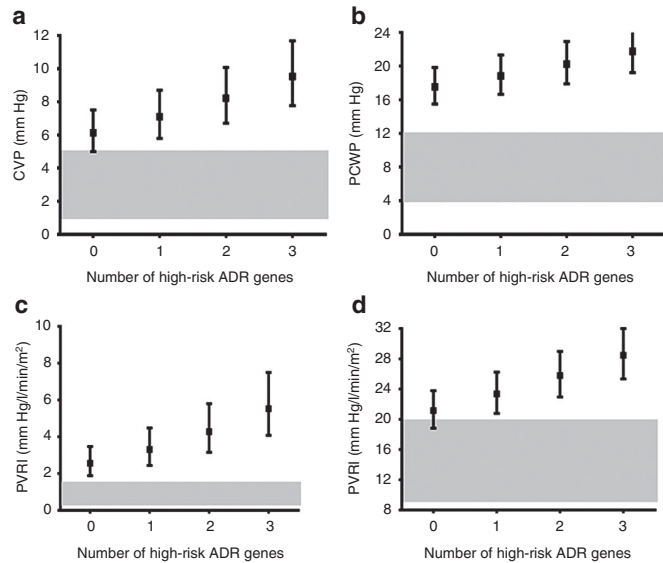 a
CVP (mm Hg)
12
10
8
6
4
2
0
0 1 2 3
Number of high-risk ADR genes
b
PCWP (mm Hg)
24
20
16
12
8
4
0
0 1 2 3
Number of high-risk ADR genes
c
PVRI (mm Hg/l/min/m²)
10
8
6
4
2
0
0 1 2 3
Number of high-risk ADR genes
d
PVRI (mm Hg/l/min/m²)
32
28
24
20
16
12
8
0 1 2 3
Number of high-risk ADR genes